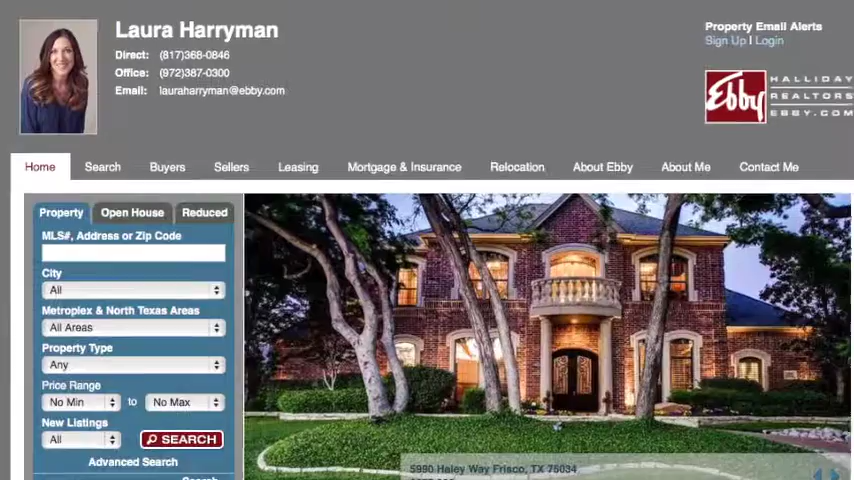 Laura Harryman
Direct: (817)368-0846
Office: (972)387-0300
Email: lauraharryman@ebby.com
Property Email Alerts
Sign Up | Login
Ebby
HALLIDAY
REALTORS
EBBY.COM
Home Search Buyers Sellers Leasing Mortgage & Insurance Relocation About Ebby About Me Contact Me
Property Open House Reduced
MLS#, Address or Zip Code
City
All
Metroplex & North Texas Areas
All Areas
Property Type
Any
Price Range
No Min to No Max
New Listings
All SEARCH
Advanced Search
Search
5990 Haley Way Frisco, TX 75034